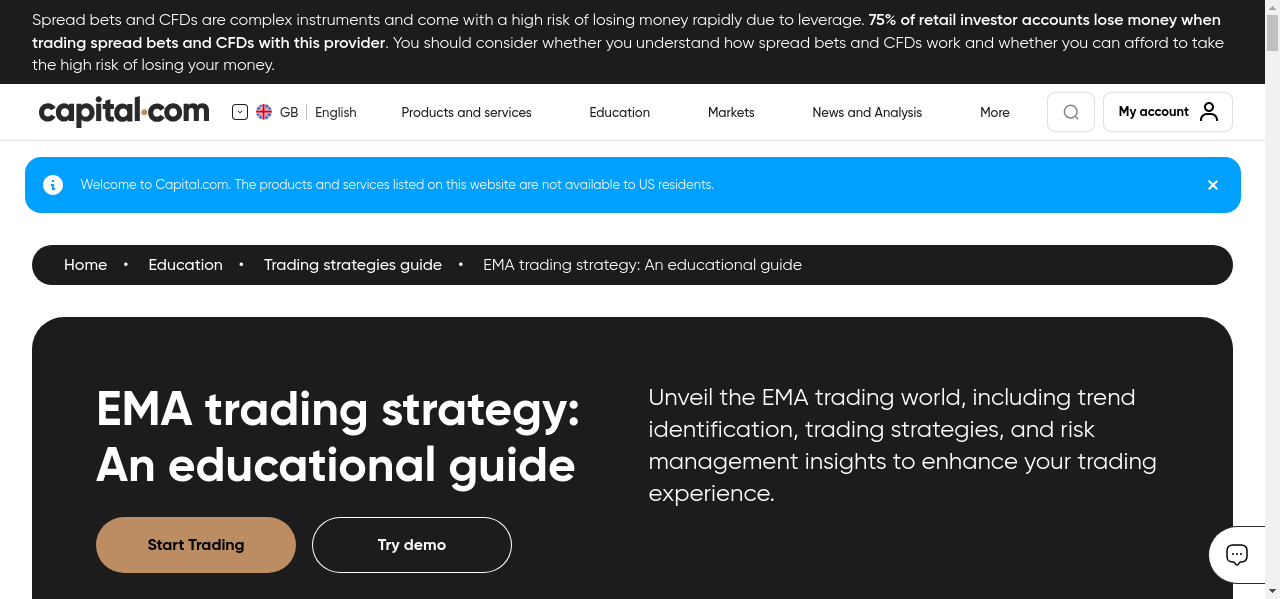 Spread bets and CFDs are complex instruments and come with a high risk of losing money rapidly due to leverage. 75% of retail investor accounts lose money when
trading spread bets and CFDs with this provider. You should consider whether you understand how spread bets and CFDs work and whether you can afford to take
the high risk of losing your money.
capital.com GB English Products and services Education Markets News and Analysis More My account
Welcome to Capital.com. The products and services listed on this website are not available to US residents.
Home • Education • Trading strategies guide • EMA trading strategy: An educational guide
EMA trading strategy:
An educational guide
Unveil the EMA trading world, including trend
identification, trading strategies, and risk
management insights to enhance your trading
experience.
Start Trading Try demo